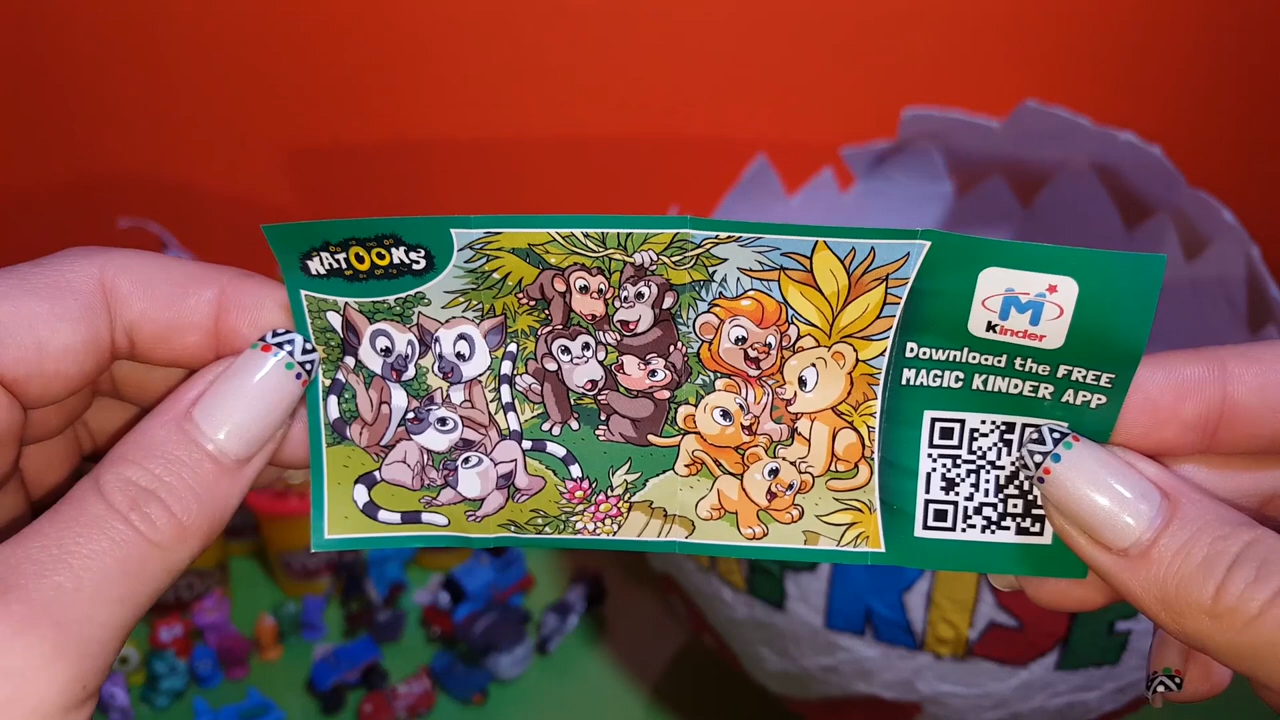 NATOONS
M
kinder
Download the FREE
MAGIC KINDER APP